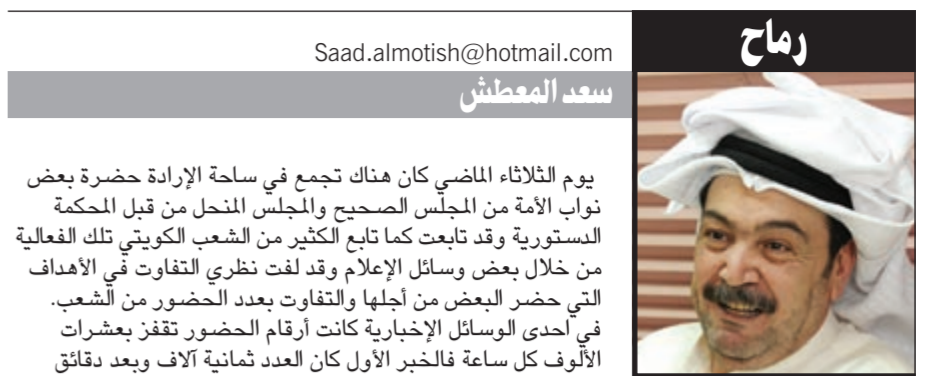 رماح
Saad.almotish@hotmail.com
سعد المعطش
يوم الثلاثاء الماضي كان هناك تجمع في ساحة الإرادة حضرة بعض
نواب الأمة من المجلس الصحيح والمجلس المنحل من قبل المحكمة
الدستورية وقد تابعت كما تابع الكثير من الشعب الكويتي تلك الفعالية
من خلال بعض وسائل الإعلام وقد لفت نظري التفاوت في الأهداف
التي حضر البعض من أجلها والتفاوت بعدد الحضور من الشعب.
في احدى الوسائل الإخبارية كانت أرقام الحضور تقفز بعشرات
الألوف كل ساعة فالخبر الأول كان العدد ثمانية آلاف وبعد دقائق